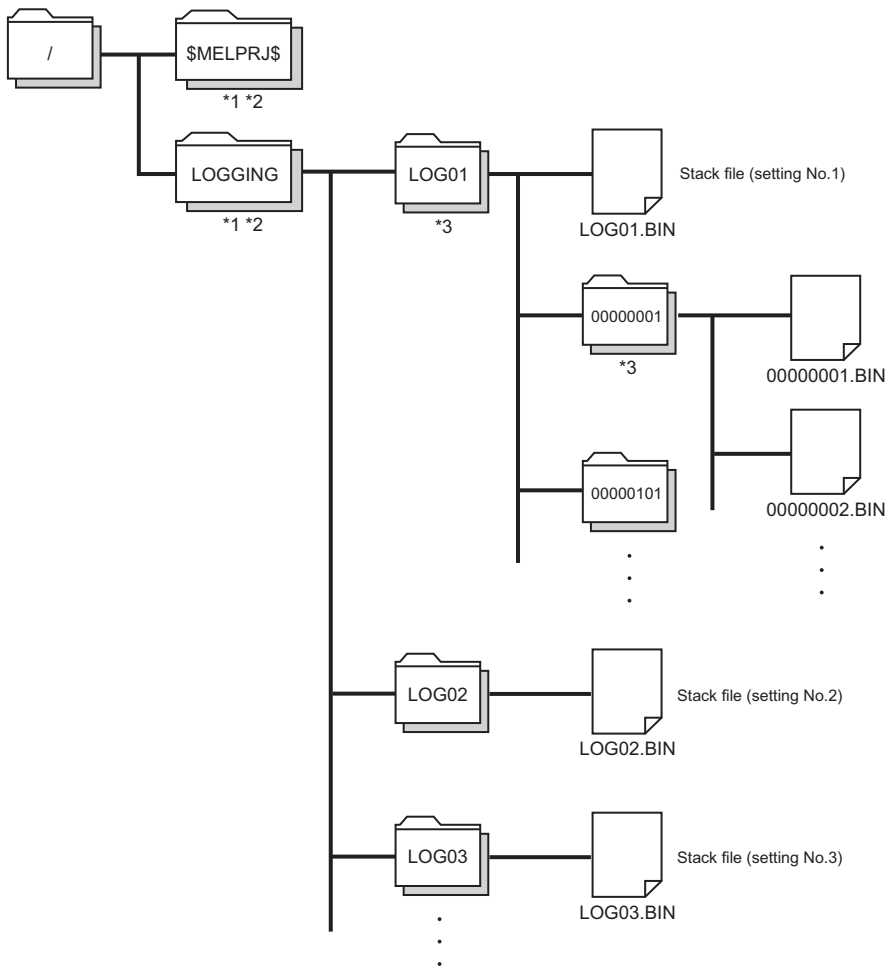 /
$MELPRJ$
*1 *2
LOGGING
*1 *2
LOG01
*3
Stack file (setting No.1)
LOG01.BIN
00000001
*3
00000001.BIN
00000101
00000002.BIN
LOG02
Stack file (setting No.2)
LOG02.BIN
LOG03
Stack file (setting No.3)
LOG03.BIN